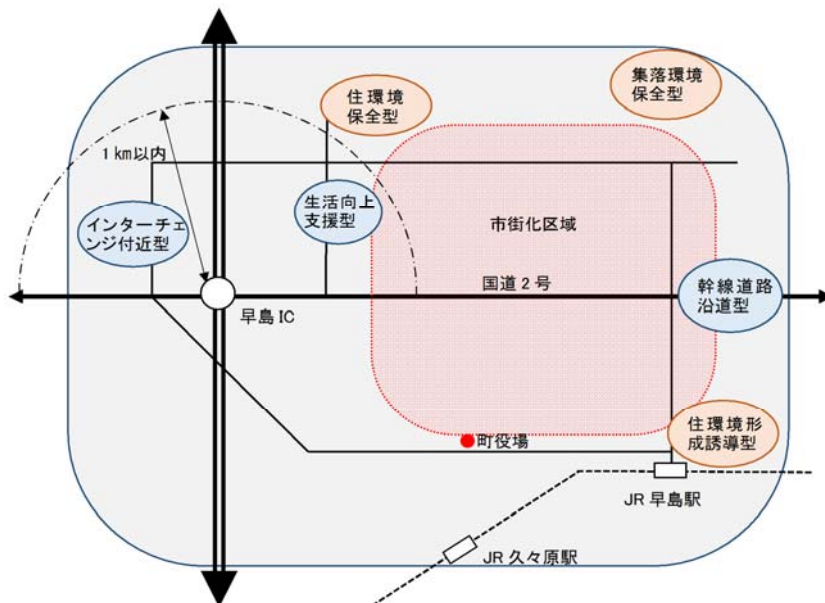 集落環境
保全型
住環境
保全型
1 km以内
生活向上
支援型
インターチェ
ンジ付近型
市街化区域
国道2号
幹線道路
沿道型
早島 IC
住環境形
成誘導型
町役場
JR 早島駅
JR 久々原駅